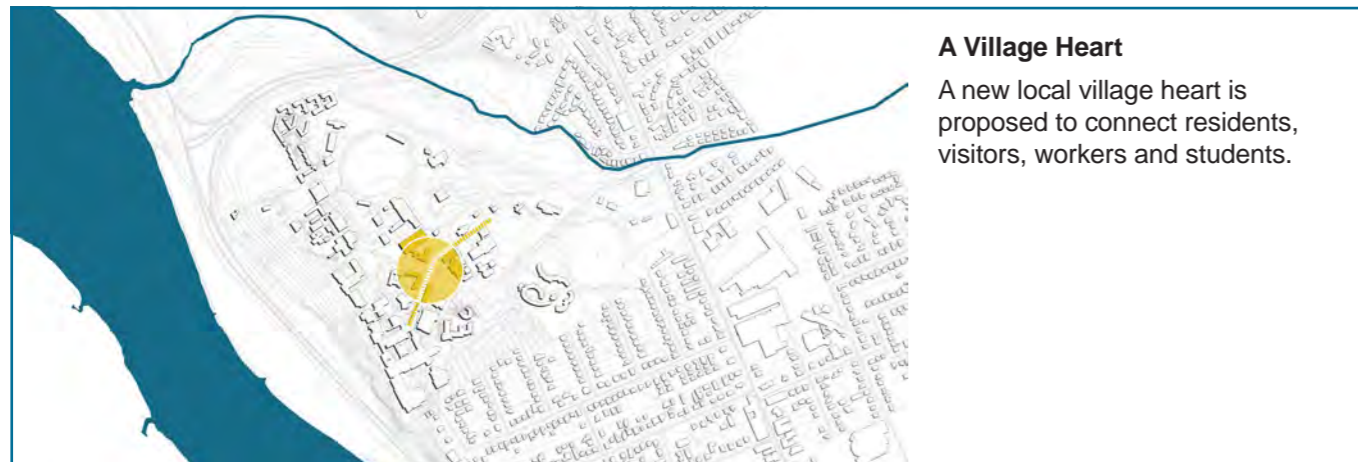 A Village Heart
A new local village heart is
proposed to connect residents,
visitors, workers and students.